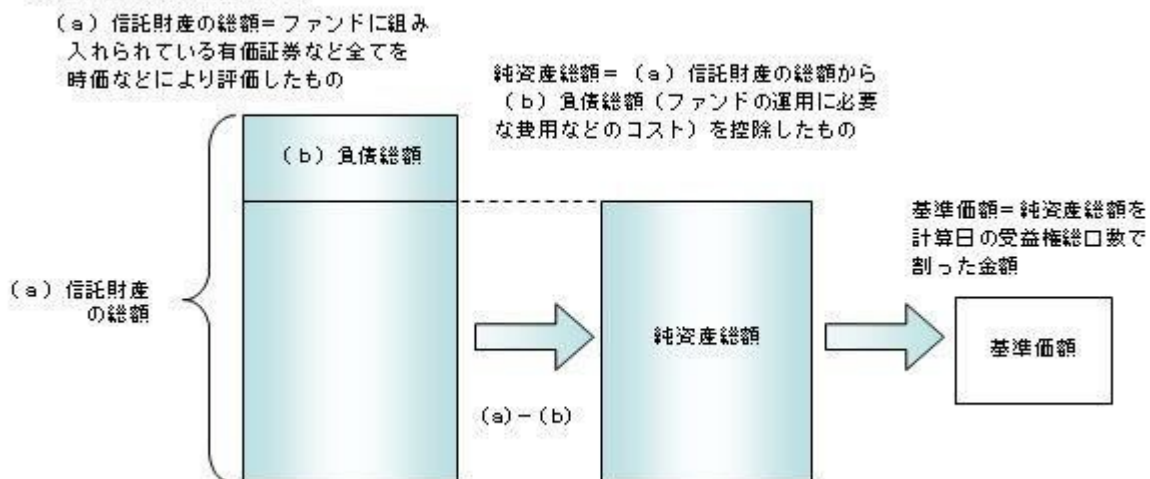 （a）信託財産の総額＝ファンドに組み
入れられている有価証券など全てを
時価などにより評価したもの
純資産総額＝（a）信託財産の総額から
（b）負債総額（ファンドの運用に必要
な費用などのコスト）を控除したもの
（b）負債総額
基準価額＝純資産総額を
計算日の受益権総口数で
割った金額
（a）信託財産
の総額
純資産総額
基準価額
(a)－(b)